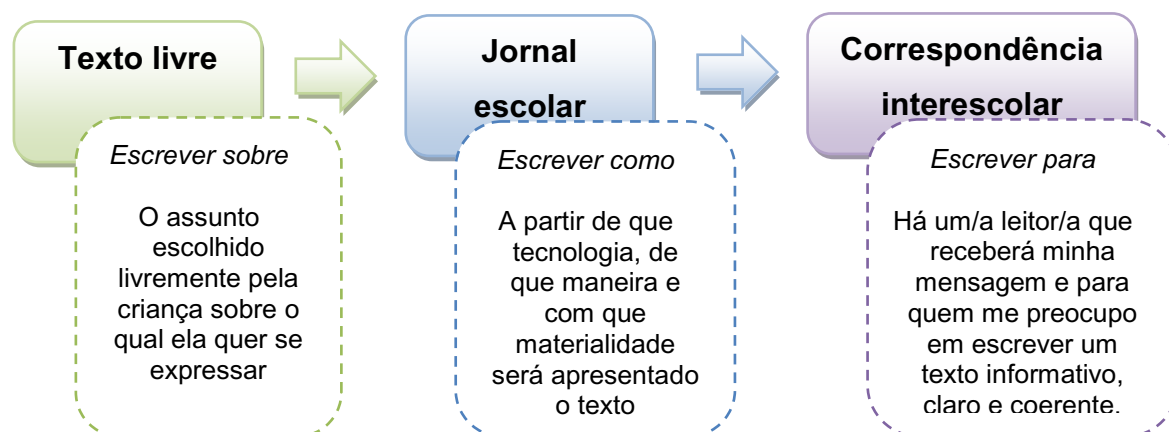 Texto livre
Escrever sobre
O assunto
escolhido
livremente pela
criança sobre o
qual ela quer se
expressar
Jornal
escolar
Escrever como
A partir de que
tecnologia, de
que maneira e
com que
materialidade
será apresentado
o texto
Correspondência
interescolar
Escrever para
Há um/a leitor/a que
receberá minha
mensagem e para
quem me preocupo
em escrever um
texto informativo,
claro e coerente.